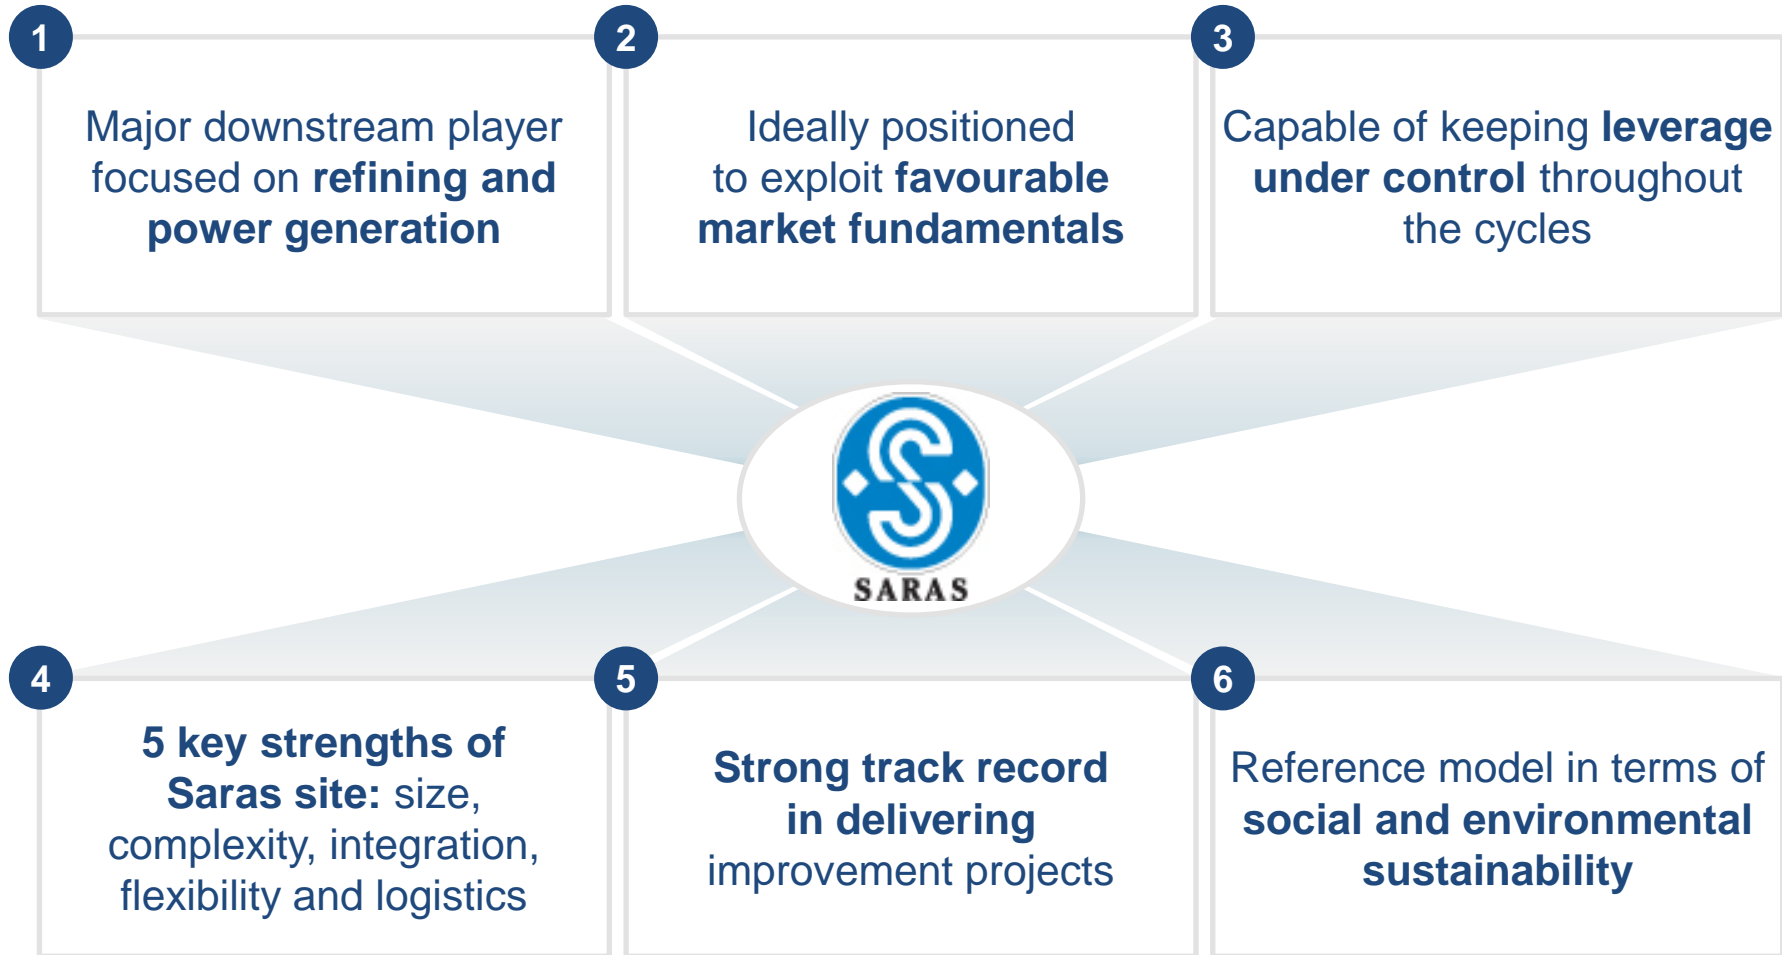 1
Major downstream player
focused on refining and
power generation
2
Ideally positioned
to exploit favourable
market fundamentals
3
Capable of keeping leverage
under control throughout
the cycles
SARAS
4
5 key strengths of
Saras site: size,
complexity, integration,
flexibility and logistics
5
Strong track record
in delivering
improvement projects
6
Reference model in terms of
social and environmental
sustainability